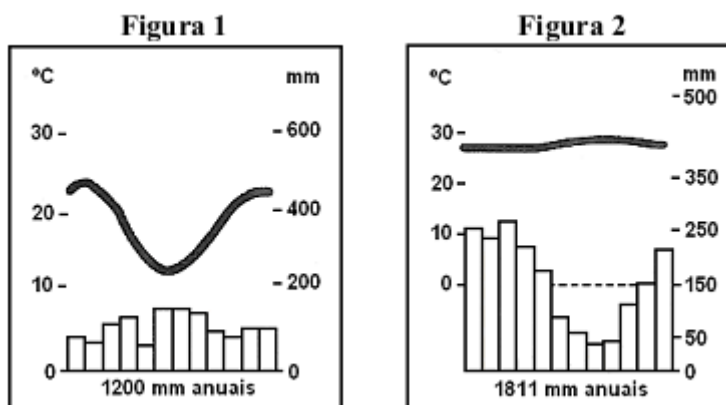 Figura 1
°C mm
30 - - 600
20 - - 400
10 - - 200
0 0
1200 mm anuais
Figura 2
°C mm
- 500
30 -
20 - - 350
10 - - 250
0 - - 150
- 50
0
1811 mm anuais